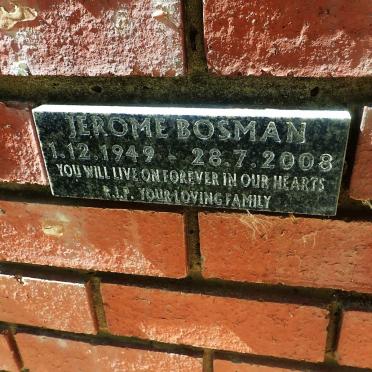 JEROME BOSMAN
1.12.1949 - 28.7.2008
YOU WILL LIVE ON FOREVER IN OUR HEARTS
R.I.P. YOUR LOVING FAMILY